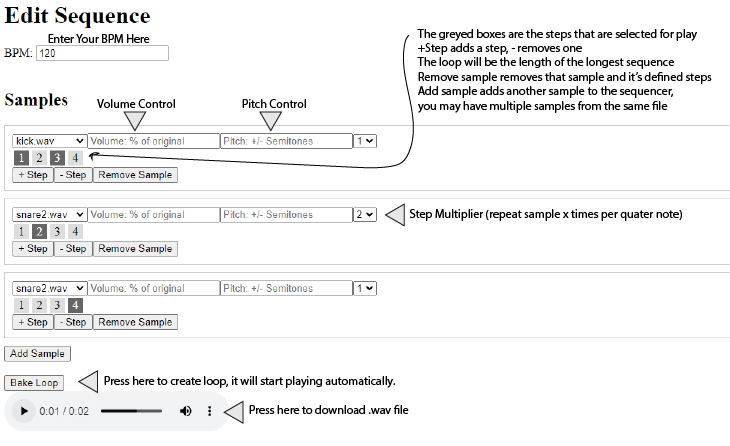 Edit Sequence
Enter Your BPM Here
BPM: 120
The greyed boxes are the steps that are selected for play
+Step adds a step, - removes one
The loop will be the length of the longest sequence
Remove sample removes that sample and it's defined steps
Add sample adds another sample to the sequencer,
you may have multiple samples from the same file
Samples
Volume Control Pitch Control
kick.wav Volume: % of original Pitch: +/- Semitones 1
1 2 3 4
+ Step - Step Remove Sample
snare2.wav Volume: % of original Pitch: +/- Semitones 2
Step Multiplier (repeat sample x times per quater note)
1 2 3 4
+ Step - Step Remove Sample
snare2.wav Volume: % of original Pitch: +/- Semitones 1
1 2 3 4
+ Step - Step Remove Sample
Add Sample
Bake Loop
Press here to create loop, it will start playing automatically.
0:01 / 0:02
Press here to download .wav file